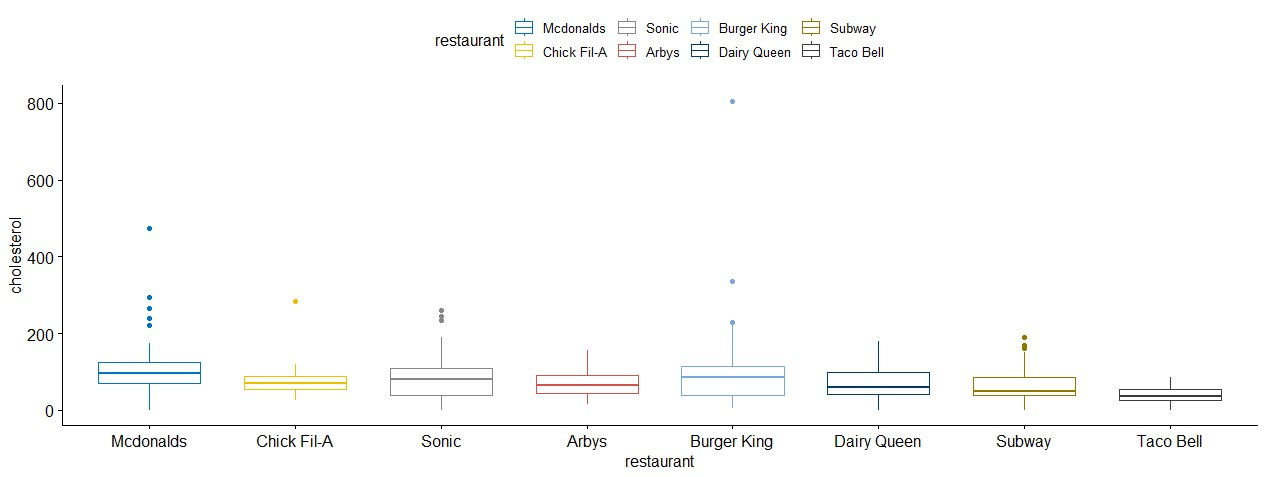 restaurant
Mcdonalds Sonic Burger King Subway
Chick Fil-A Arbys Dairy Queen Taco Bell
800
600
400
200
0
cholesterol
Mcdonalds Chick Fil-A Sonic Arbys Burger King Dairy Queen Subway Taco Bell
restaurant